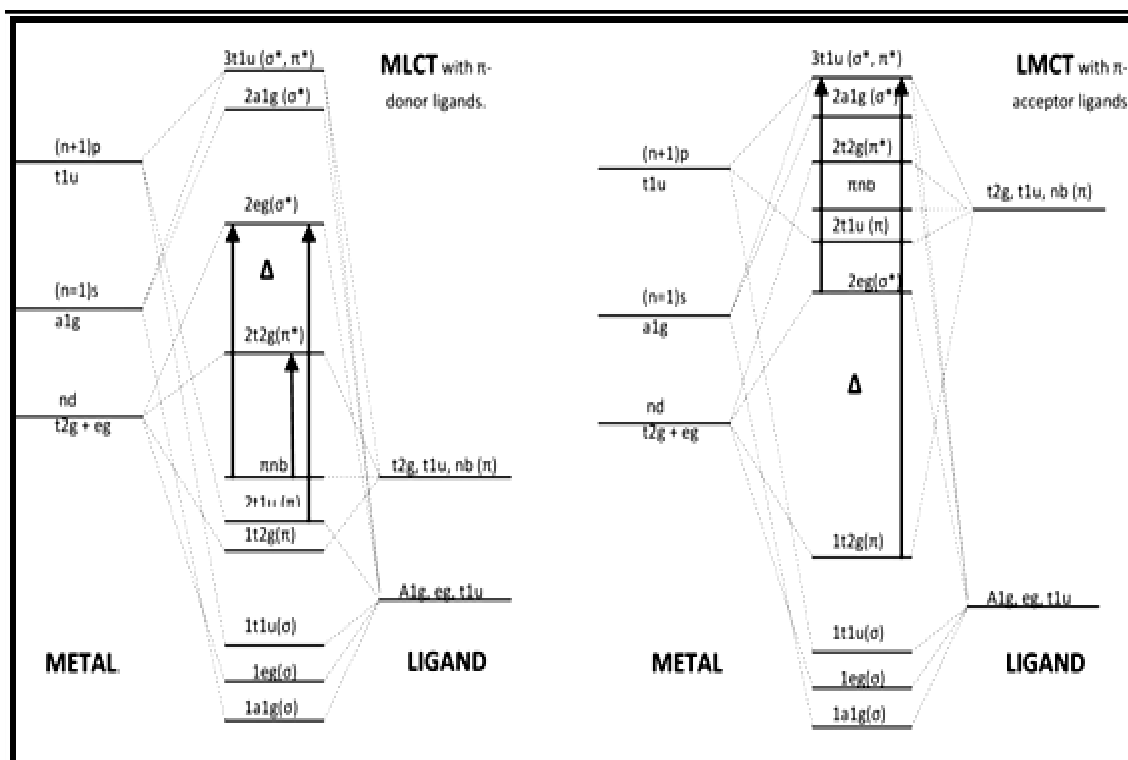 3t1u (σ*, π*)
MLCT with π-
donor ligands.
2a1g (σ*)
(n+1)p
t1u
2eg(σ*)
Δ
(n=1)s
a1g
2t2g(π*)
nd
t2g + eg
πnb
t2g, t1u, nb (π)
2t1u (π)
1t2g(π)
A1g, eg, t1u
1t1u(σ)
METAL
LIGAND
1eg(σ)
1a1g(σ)
3t1u (σ*, π*)
LMCT with π-
acceptor ligands
2a1g (σ*)
2t2g(π*)
(n+1)p
t1u
πnb
t2g, t1u, nb (π)
2t1u (π)
2eg(σ*)
(n=1)s
a1g
Δ
nd
t2g + eg
1t2g(π)
A1g, eg, t1u
1t1u(σ)
METAL
LIGAND
1eg(σ)
1a1g(σ)